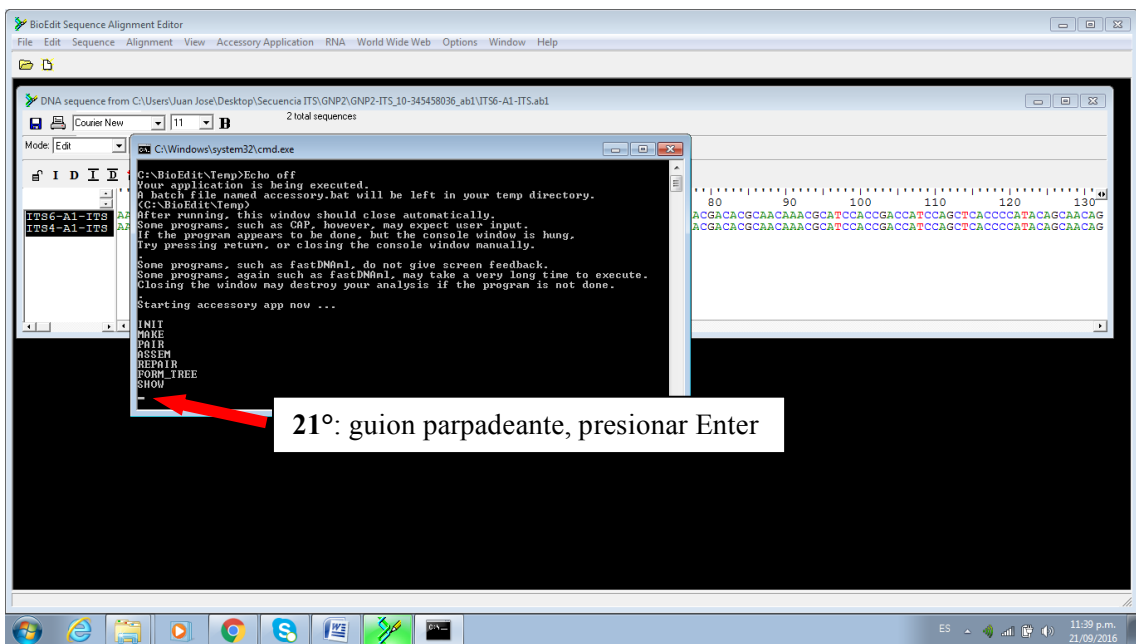 BioEdit Sequence Alignment Editor
File Edit Sequence Alignment View Accessory Application RNA World Wide Web Options Window Help
DNA sequence from C:\Users\Juan Jose\Desktop\Secuencia ITS\GNP2\GNP2-ITS_10-345458036_ab1\ITS6-A1-ITS.ab1
Courier New 11 B 2 total sequences
Mode: Edit
I D I D
80 90 100 110 120 130
ITS6-A1-ITS AA ACGACACGCAACAAACGCATCCACCGACCATCCAGCTCACCCCATACAGCAACAG
ITS4-A1-ITS AA ACGACACGCAACAAACGCATCCACCGACCATCCAGCTCACCCCATACAGCAACAG
C:\Windows\system32\cmd.exe
C:\BioEdit\Temp>Echo off
Your application is being executed.
A batch file named accessory.bat will be left in your temp directory.
(C:\BioEdit\Temp)
After running, this window should close automatically.
Some programs, such as CAP, however, may expect user input.
If the program appears to be done, but the console window is hung,
Try pressing return, or closing the console window manually.
.
Some programs, such as fastDNAml, do not give screen feedback.
Some programs, again such as fastDNAml, may take a very long time to execute.
Closing the window may destroy your analysis if the program is not done.
.
Starting accessory app now ...
INIT
MAKE
PAIR
ASSEM
REPAIR
FORM_TREE
SHOW
21°: guion parpadeante, presionar Enter
ES 11:39 p.m.
21/09/2016